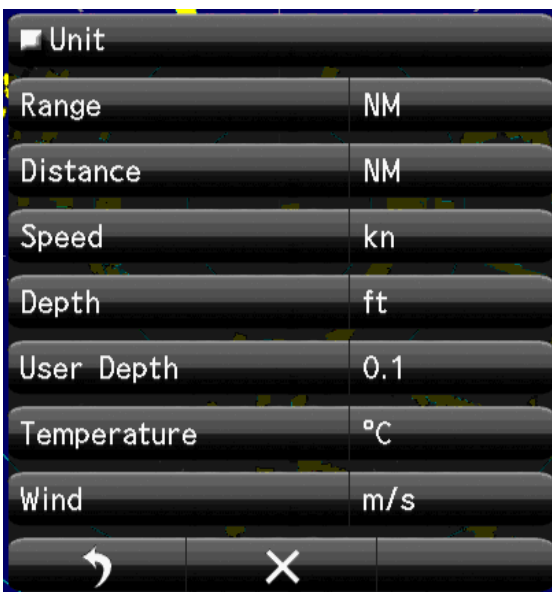 Unit
Range NM
Distance NM
Speed kn
Depth ft
User Depth 0.1
Temperature °C
Wind m/s